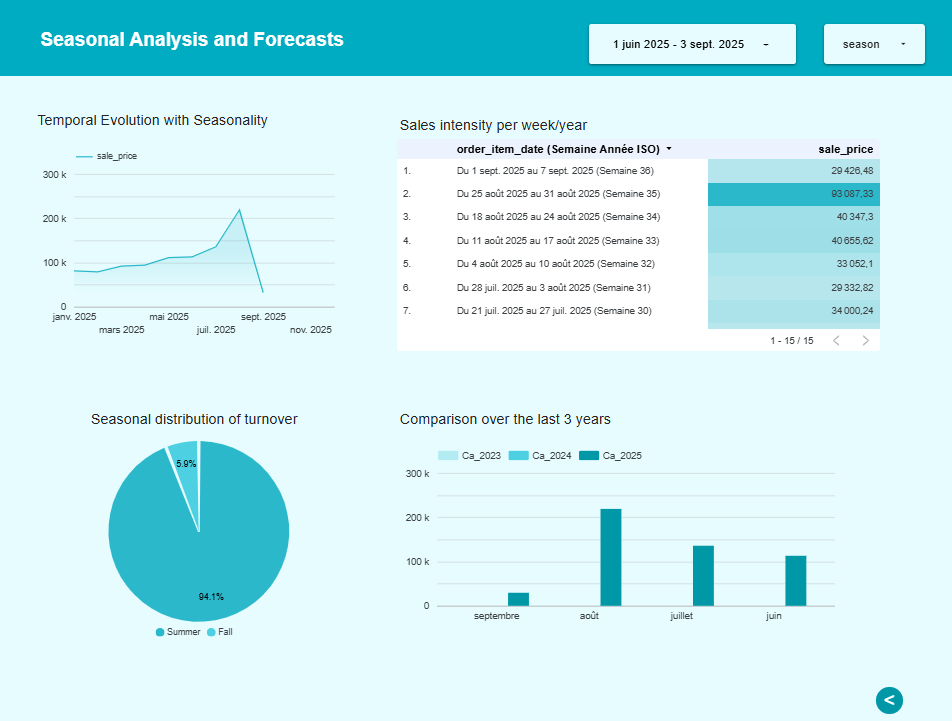 Seasonal Analysis and Forecasts
1 juin 2025 - 3 sept. 2025
season
Temporal Evolution with Seasonality
sale_price
300 k
200 k
100 k
0
janv. 2025
mars 2025
mai 2025
juil. 2025
sept. 2025
nov. 2025
Sales intensity per week/year
order_item_date (Semaine Année ISO) sale_price
1. Du 1 sept. 2025 au 7 sept. 2025 (Semaine 36) 29 426,48
2. Du 25 août 2025 au 31 août 2025 (Semaine 35) 93 087,33
3. Du 18 août 2025 au 24 août 2025 (Semaine 34) 40 347,3
4. Du 11 août 2025 au 17 août 2025 (Semaine 33) 40 655,62
5. Du 4 août 2025 au 10 août 2025 (Semaine 32) 33 052,1
6. Du 28 juil. 2025 au 3 août 2025 (Semaine 31) 29 332,82
7. Du 21 juil. 2025 au 27 juil. 2025 (Semaine 30) 34 000,24
1 - 15 / 15
Seasonal distribution of turnover
5.9%
94.1%
Summer Fall
Comparison over the last 3 years
Ca_2023 Ca_2024 Ca_2025
300 k
200 k
100 k
0
septembre août juillet juin